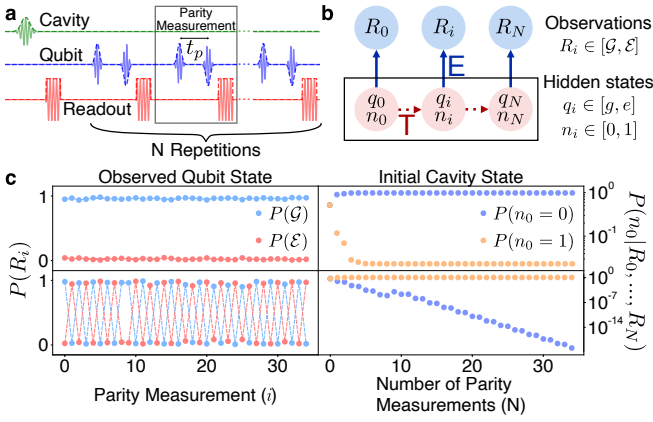 a
Cavity
Qubit
Readout
Parity
Measurement
t_p
N Repetitions
b
R_0
R_i
R_N
E
q_0
n_0
T
q_i
n_i
q_N
n_N
Observations
R_i ∈ [𝒢, ℰ]
Hidden states
q_i ∈ [g, e]
n_i ∈ [0, 1]
c
Observed Qubit State
P(R_i)
1
0
P(𝒢)
P(ℰ)
1
0
0 10 20 30
Parity Measurement (i)
Initial Cavity State
P(n_0 = 0)
P(n_0 = 1)
10^0
10^-1
10^-2
10^0
10^-7
10^-14
P(n_0|R_0, ..., R_N)
0 10 20 30
Number of Parity
Measurements (N)